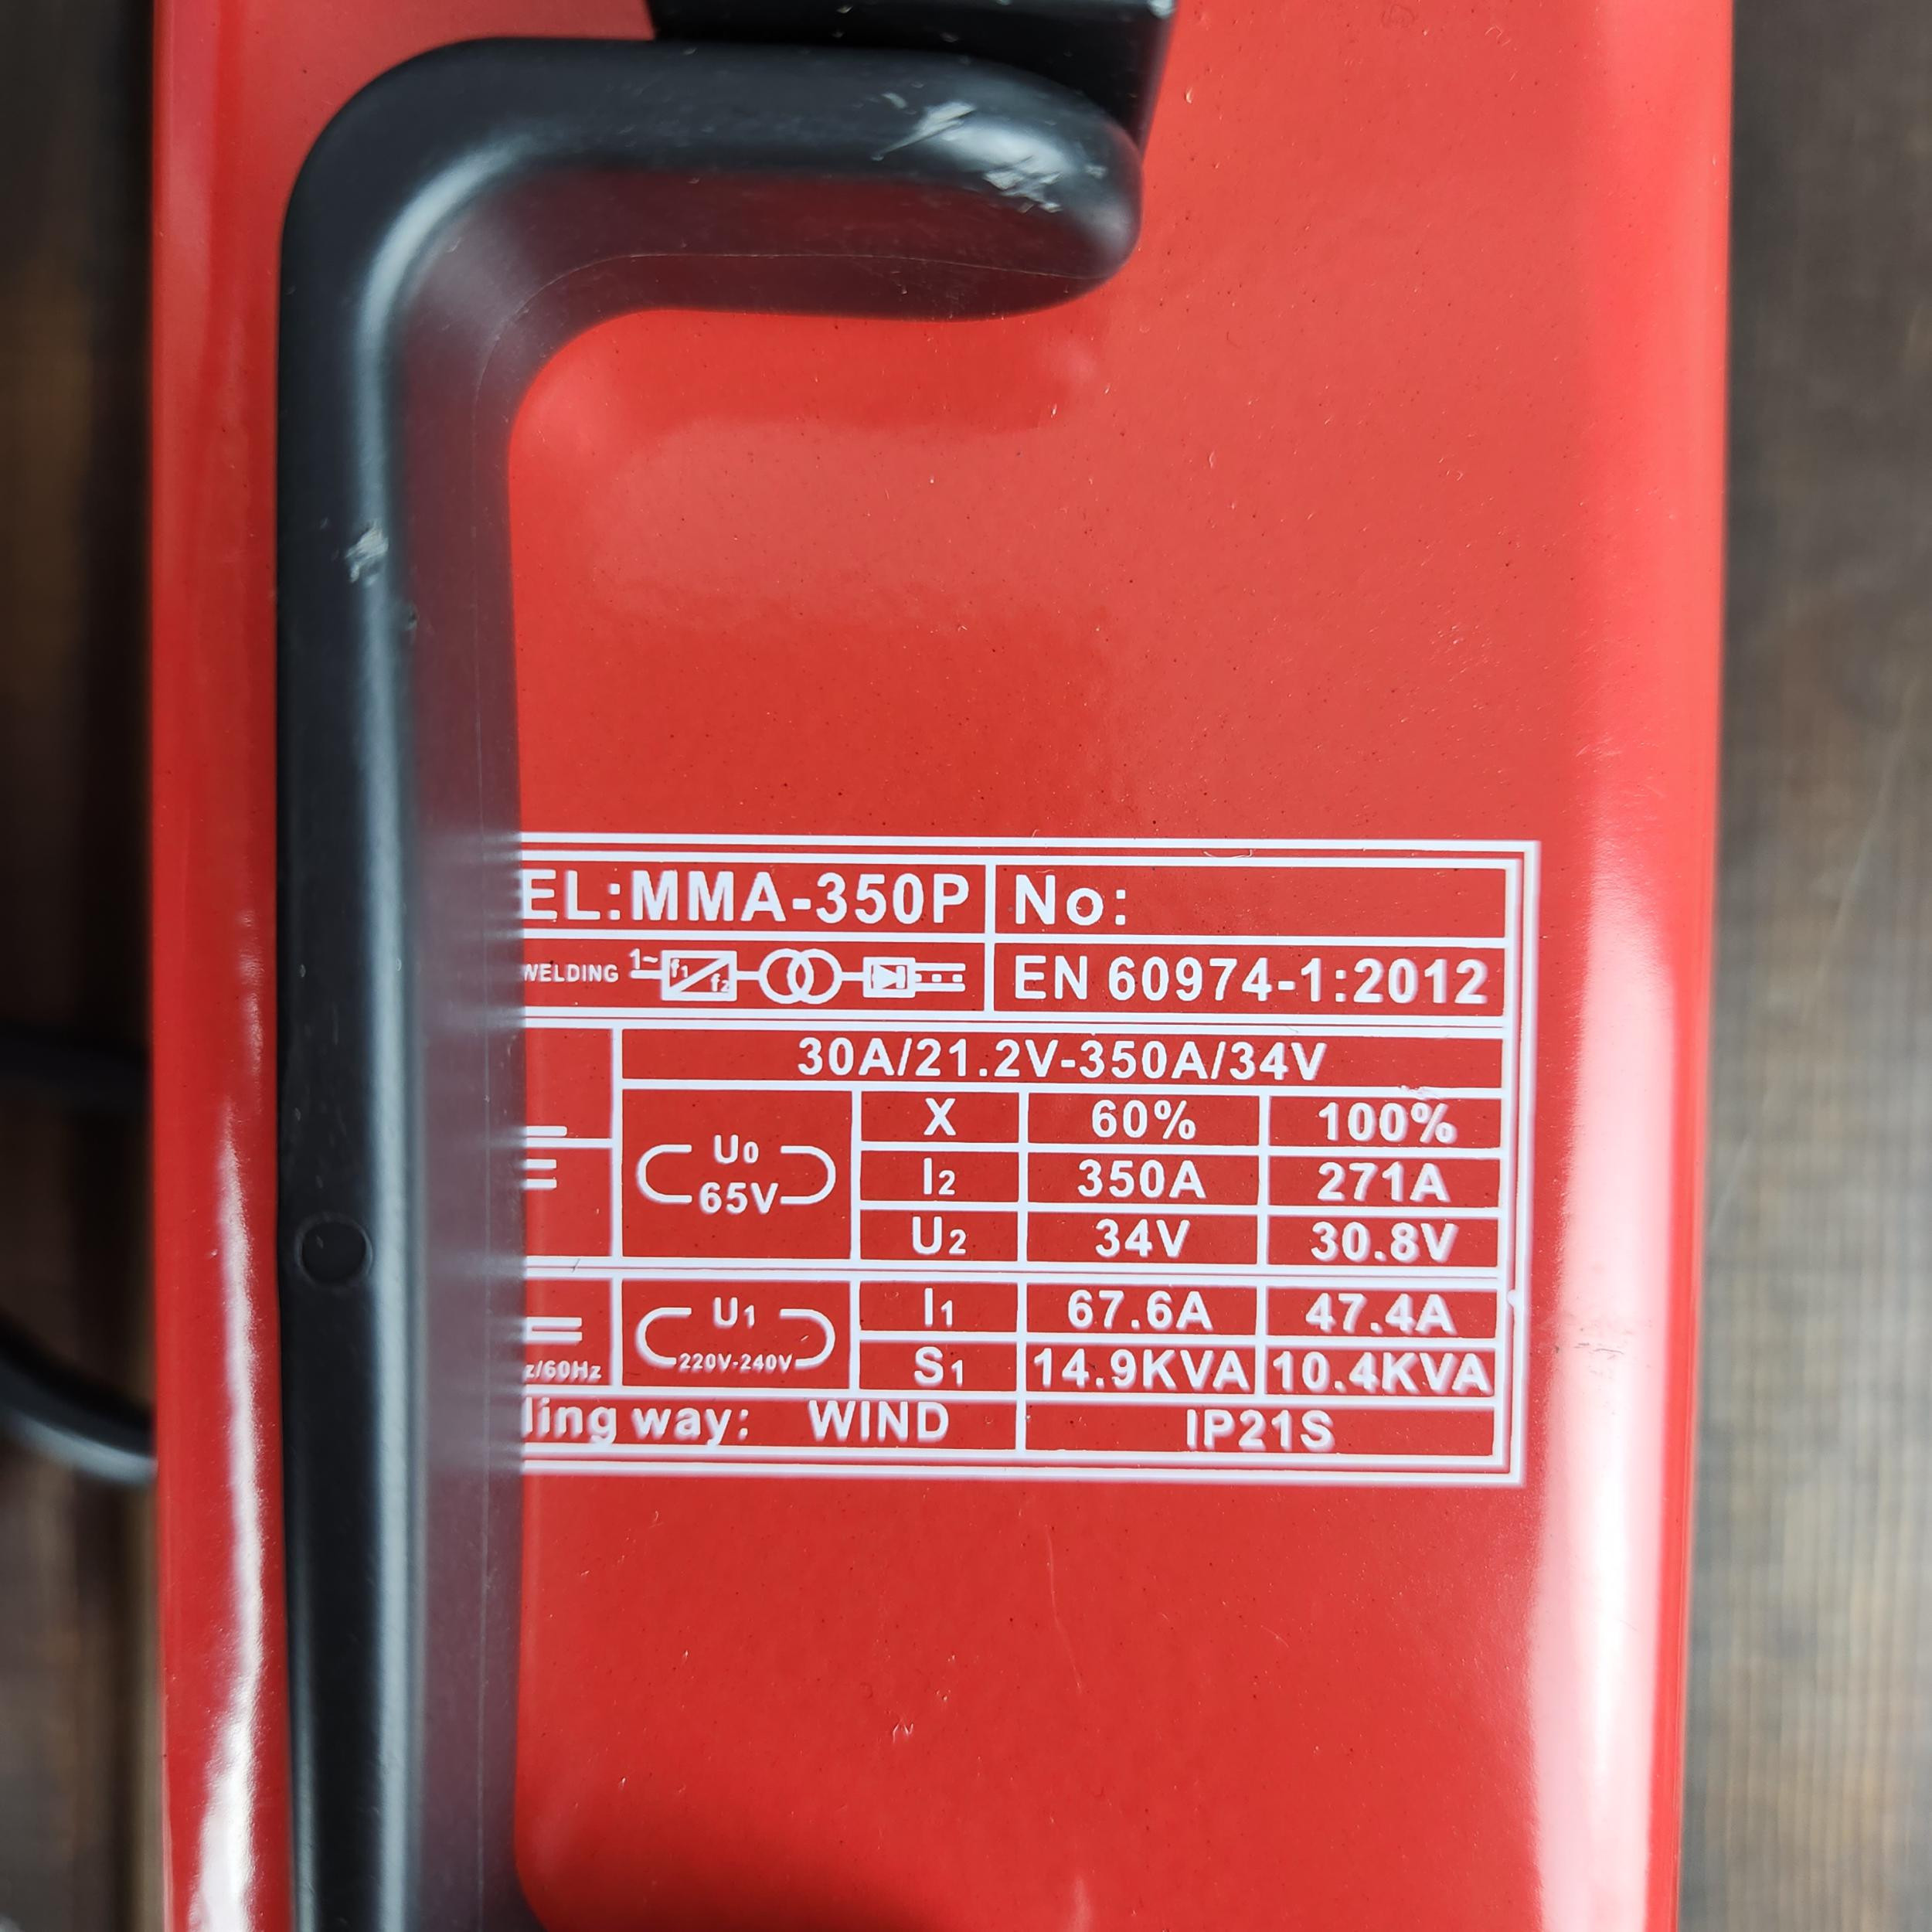 EL:MMA-350P No:
WELDING 1~ f1 f2 EN 60974-1:2012
30A/21.2V-350A/34V
X 60% 100%
U0 65V I2 350A 271A
U2 34V 30.8V
U1 I1 67.6A 47.4A
z/60Hz 220V-240V S1 14.9KVA 10.4KVA
ling way: WIND IP21S